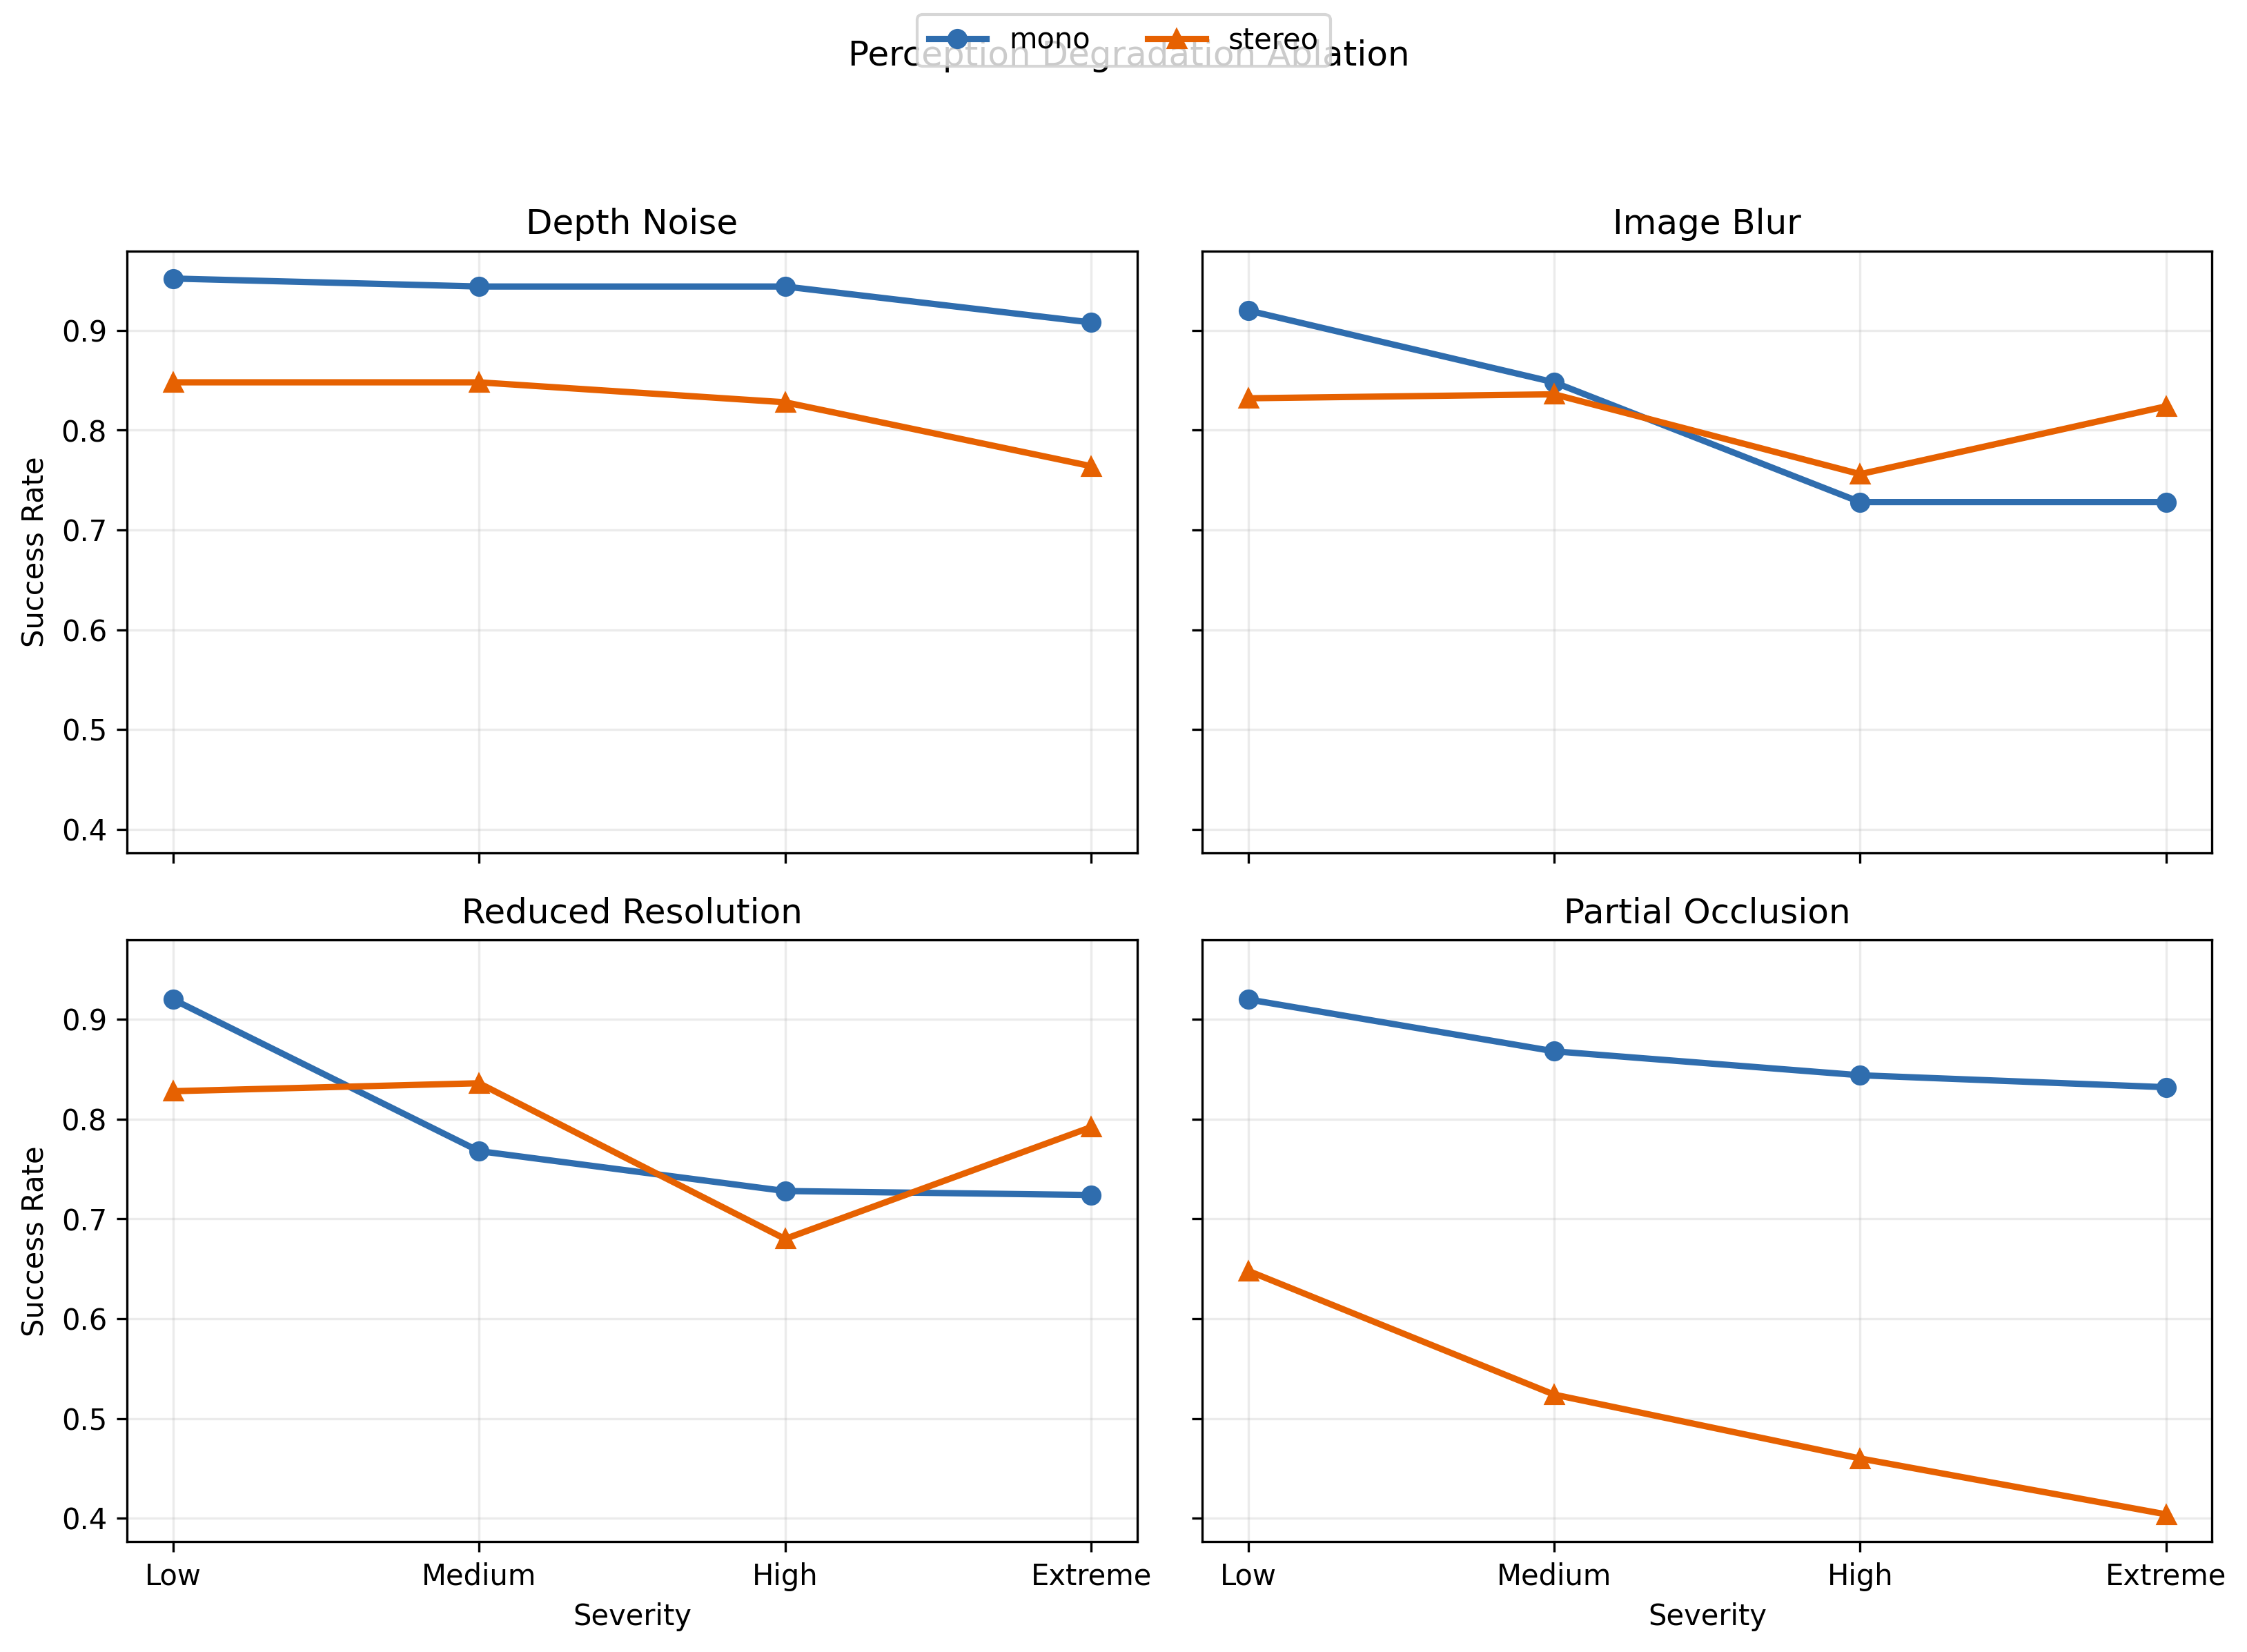 mono stereo
Perception Degradation Ablation
Depth Noise
Success Rate
0.9
0.8
0.7
0.6
0.5
0.4
Image Blur
Reduced Resolution
Success Rate
0.9
0.8
0.7
0.6
0.5
0.4
Low Medium High Extreme
Severity
Partial Occlusion
Low Medium High Extreme
Severity